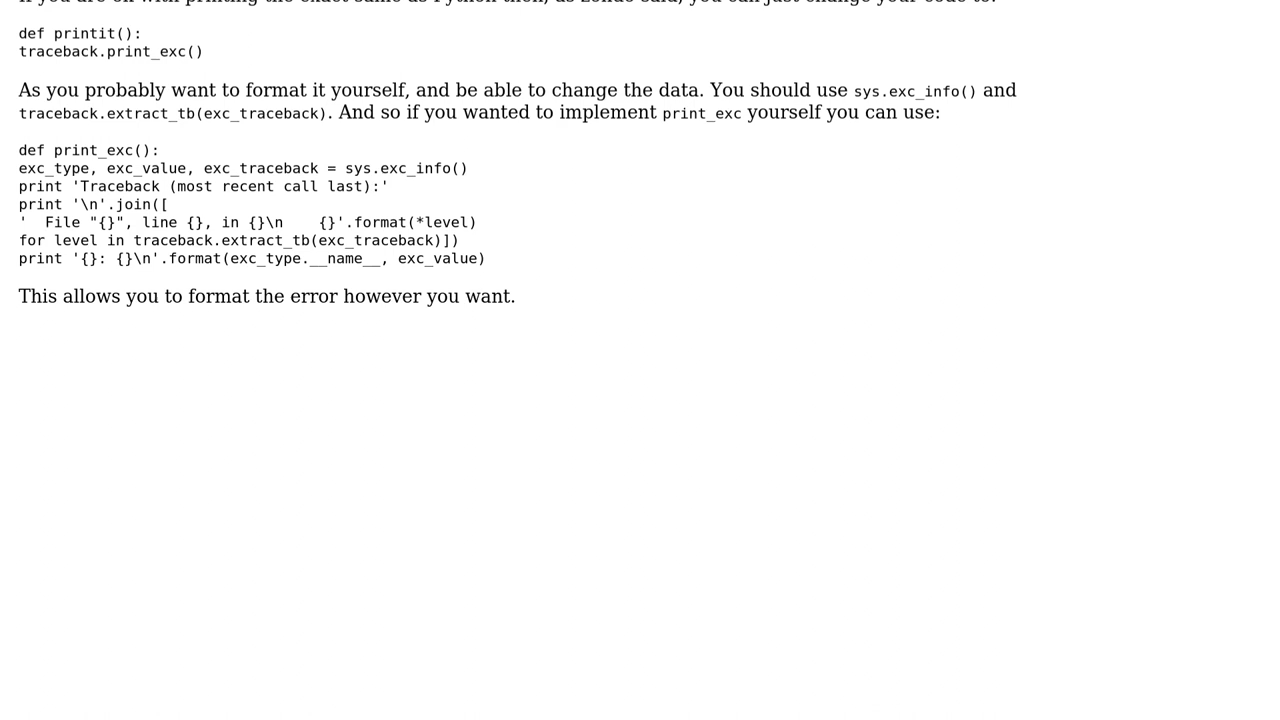 def printit():
traceback.print_exc()
As you probably want to format it yourself, and be able to change the data. You should use sys.exc_info() and
traceback.extract_tb(exc_traceback). And so if you wanted to implement print_exc yourself you can use:
def print_exc():
exc_type, exc_value, exc_traceback = sys.exc_info()
print 'Traceback (most recent call last):'
print '\n'.join([
'  File "{}", line {}, in {}\n    {}'.format(*level)
for level in traceback.extract_tb(exc_traceback)])
print '{}: {}\n'.format(exc_type.__name__, exc_value)
This allows you to format the error however you want.